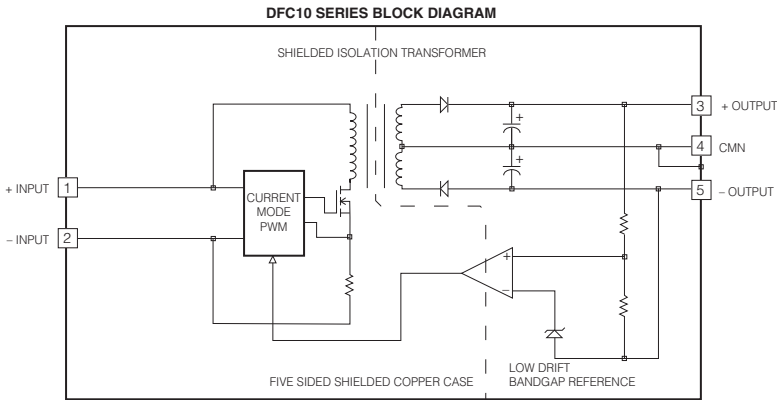 DFC10 SERIES BLOCK DIAGRAM
SHIELDED ISOLATION TRANSFORMER
3 + OUTPUT
+
4 CMN
+
+ INPUT 1
5 – OUTPUT
CURRENT
MODE
PWM
– INPUT 2
+
–
LOW DRIFT
BANDGAP REFERENCE
FIVE SIDED SHIELDED COPPER CASE